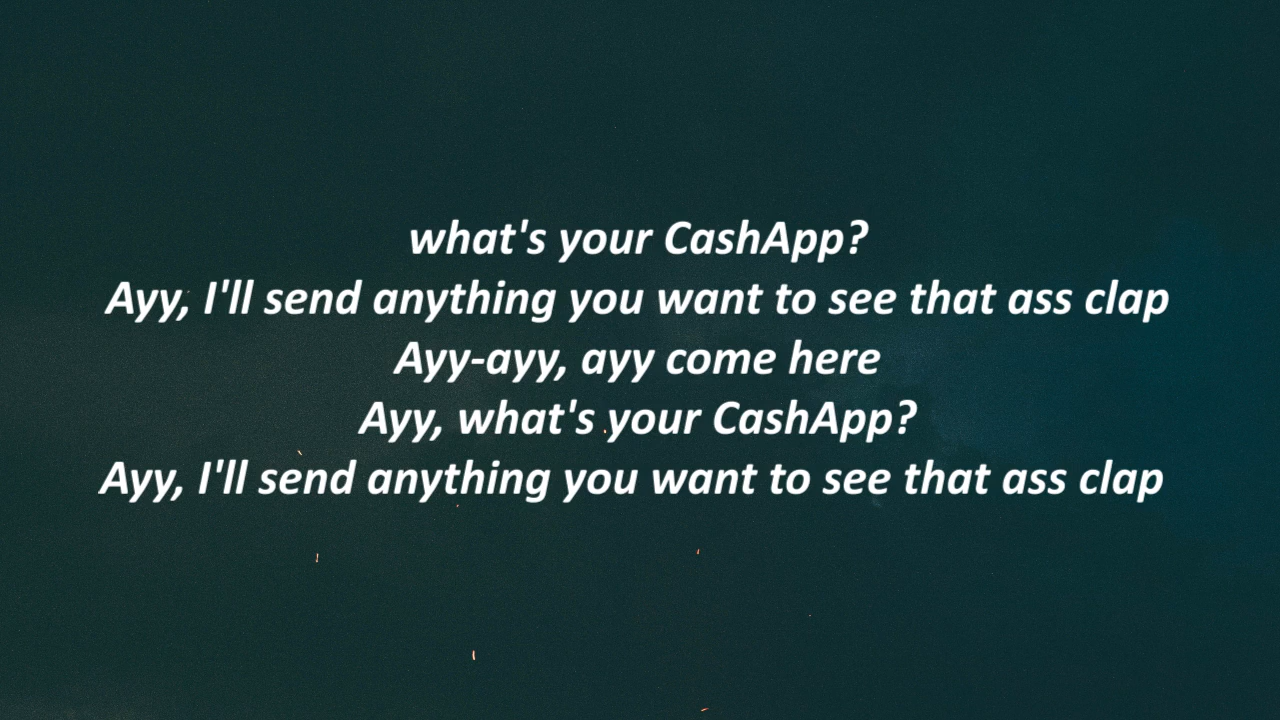 what's your CashApp?
Ayy, I'll send anything you want to see that ass clap
Ayy-ayy, ayy come here
Ayy, what's your CashApp?
Ayy, I'll send anything you want to see that ass clap